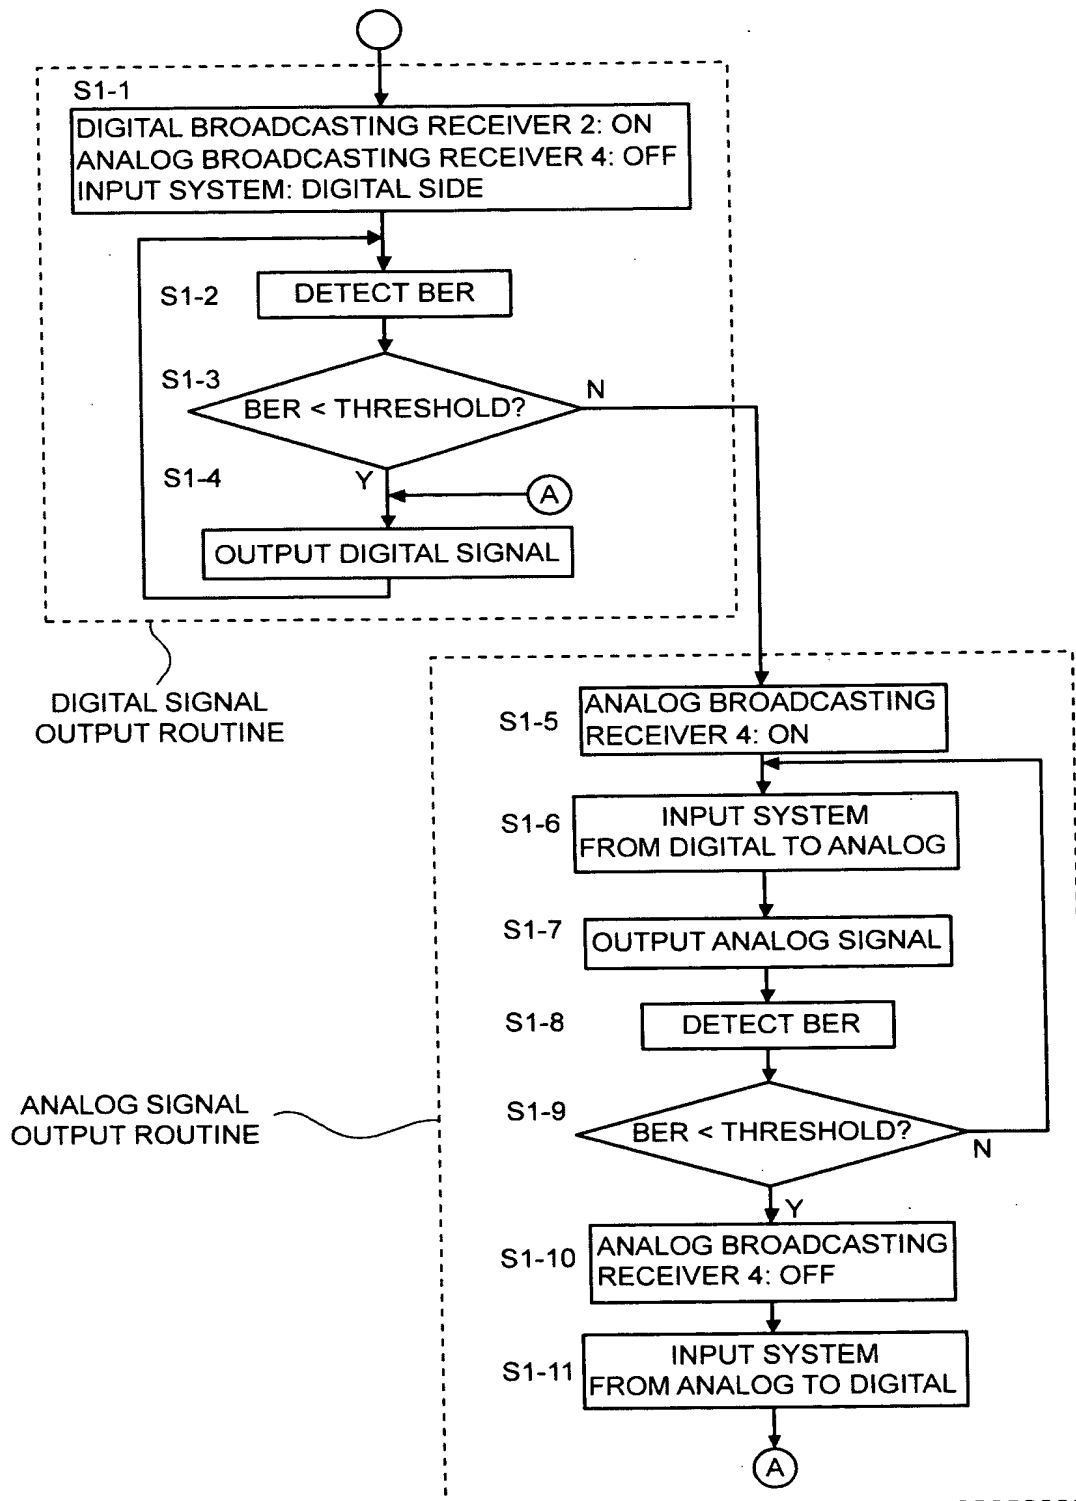 S1-1
DIGITAL BROADCASTING RECEIVER 2: ON
ANALOG BROADCASTING RECEIVER 4: OFF
INPUT SYSTEM: DIGITAL SIDE
S1-2
DETECT BER
S1-3
BER < THRESHOLD?
N
S1-4
Y
A
OUTPUT DIGITAL SIGNAL
DIGITAL SIGNAL
OUTPUT ROUTINE
S1-5
ANALOG BROADCASTING
RECEIVER 4: ON
S1-6
INPUT SYSTEM
FROM DIGITAL TO ANALOG
S1-7
OUTPUT ANALOG SIGNAL
S1-8
DETECT BER
ANALOG SIGNAL
OUTPUT ROUTINE
S1-9
BER < THRESHOLD?
N
Y
S1-10
ANALOG BROADCASTING
RECEIVER 4: OFF
S1-11
INPUT SYSTEM
FROM ANALOG TO DIGITAL
A